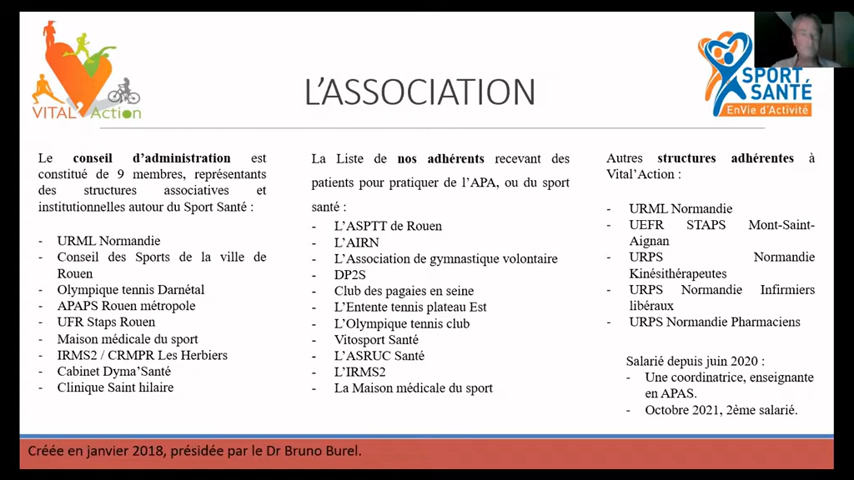 VITAL Action
L'ASSOCIATION
SPORT
SANTÉ
EnVie d'Activité
Le conseil d'administration est
constitué de 9 membres, représentants
des structures associatives et
institutionnelles autour du Sport Santé :
- URML Normandie
- Conseil des Sports de la ville de
Rouen
- Olympique tennis Darnétal
- APAPS Rouen métropole
- UFR Staps Rouen
- Maison médicale du sport
- IRMS2 / CRMPR Les Herbiers
- Cabinet Dyma'Santé
- Clinique Saint hilaire
La Liste de nos adhérents recevant des
patients pour pratiquer de l'APA, ou du sport
santé :
- L'ASPTT de Rouen
- L'AIRN
- L'Association de gymnastique volontaire
- DP2S
- Club des pagaies en seine
- L'Entente tennis plateau Est
- L'Olympique tennis club
- Vitosport Santé
- L'ASRUC Santé
- L'IRMS2
- La Maison médicale du sport
Autres structures adhérentes à
Vital'Action :
- URML Normandie
- UEFR STAPS Mont-Saint-
Aignan
- URPS Normandie
Kinésithérapeutes
- URPS Normandie Infirmiers
libéraux
- URPS Normandie Pharmaciens
Salarié depuis juin 2020 :
- Une coordinatrice, enseignante
en APAS.
- Octobre 2021, 2ème salarié.
Créée en janvier 2018, présidée par le Dr Bruno Burel.